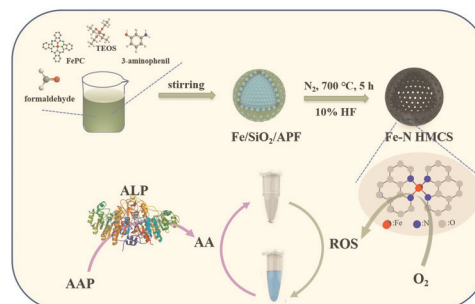 FePC
TEOS
3-aminophenil
formaldehyde
stirring
Fe/SiO₂/APF
N₂, 700 °C, 5 h
10% HF
Fe-N HMCS
ALP
AA
AAP
ROS
O₂
:Fe :N :C